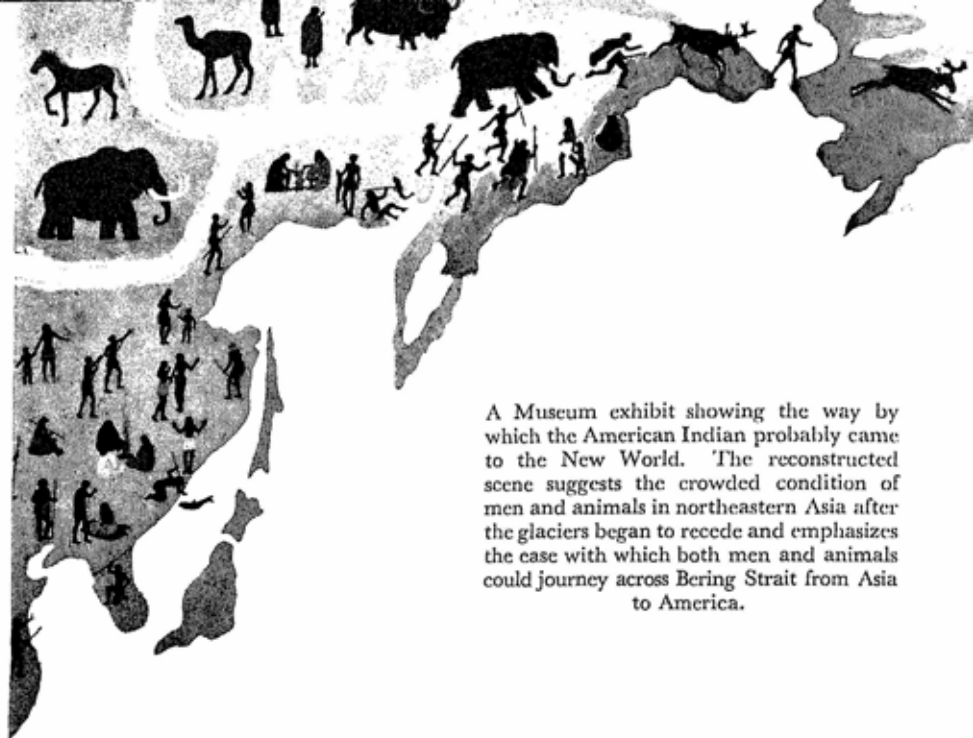 A Museum exhibit showing the way by
which the American Indian probably came
to the New World. The reconstructed
scene suggests the crowded condition of
men and animals in northeastern Asia after
the glaciers began to recede and emphasizes
the ease with which both men and animals
could journey across Bering Strait from Asia
to America.